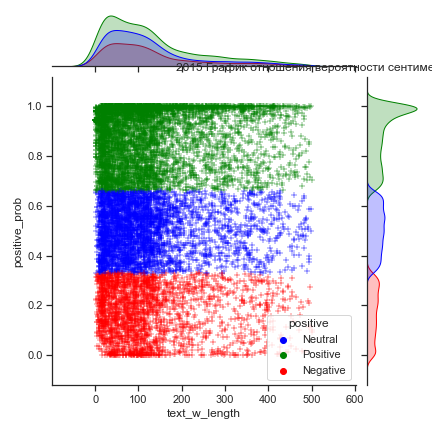 2015 График отношения вероятности сентиме
positive_prob
1.0
0.8
0.6
0.4
0.2
0.0
positive
Neutral
Positive
Negative
0 100 200 300 400 500 600
text_w_length